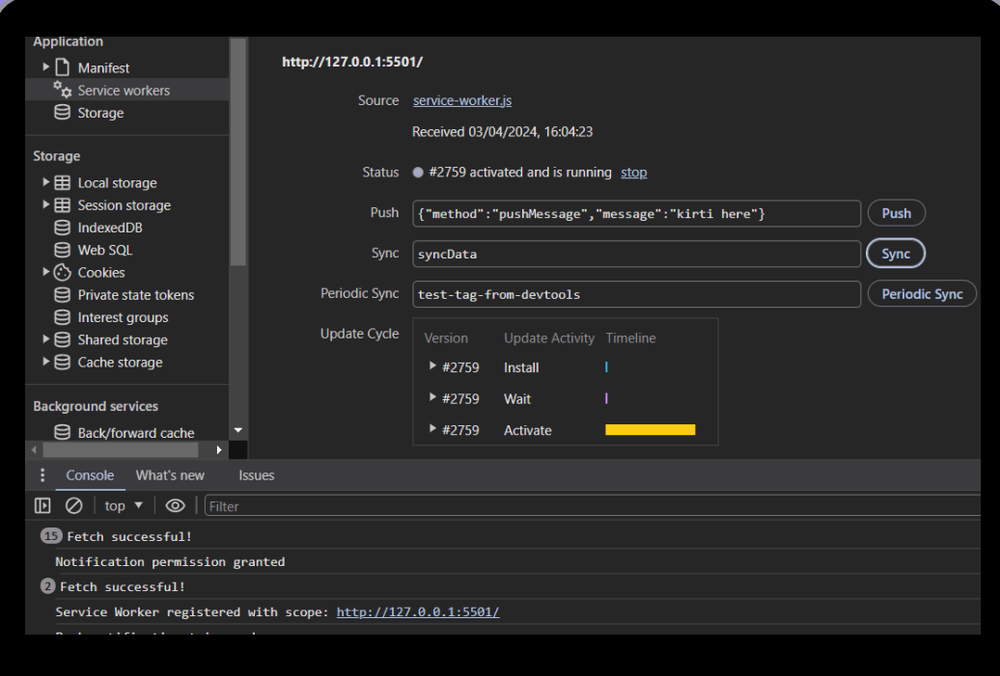 Application
Manifest
Service workers
Storage
Storage
Local storage
Session storage
IndexedDB
Web SQL
Cookies
Private state tokens
Interest groups
Shared storage
Cache storage
Background services
Back/forward cache
http://127.0.0.1:5501/
Source service-worker.js
Received 03/04/2024, 16:04:23
Status #2759 activated and is running stop
Push {"method":"pushMessage","message":"kirti here"} Push
Sync syncData Sync
Periodic Sync test-tag-from-devtools Periodic Sync
Update Cycle Version Update Activity Timeline
#2759 Install
#2759 Wait
#2759 Activate
Console What's new Issues
top Filter
15 Fetch successful!
Notification permission granted
2 Fetch successful!
Service Worker registered with scope: http://127.0.0.1:5501/